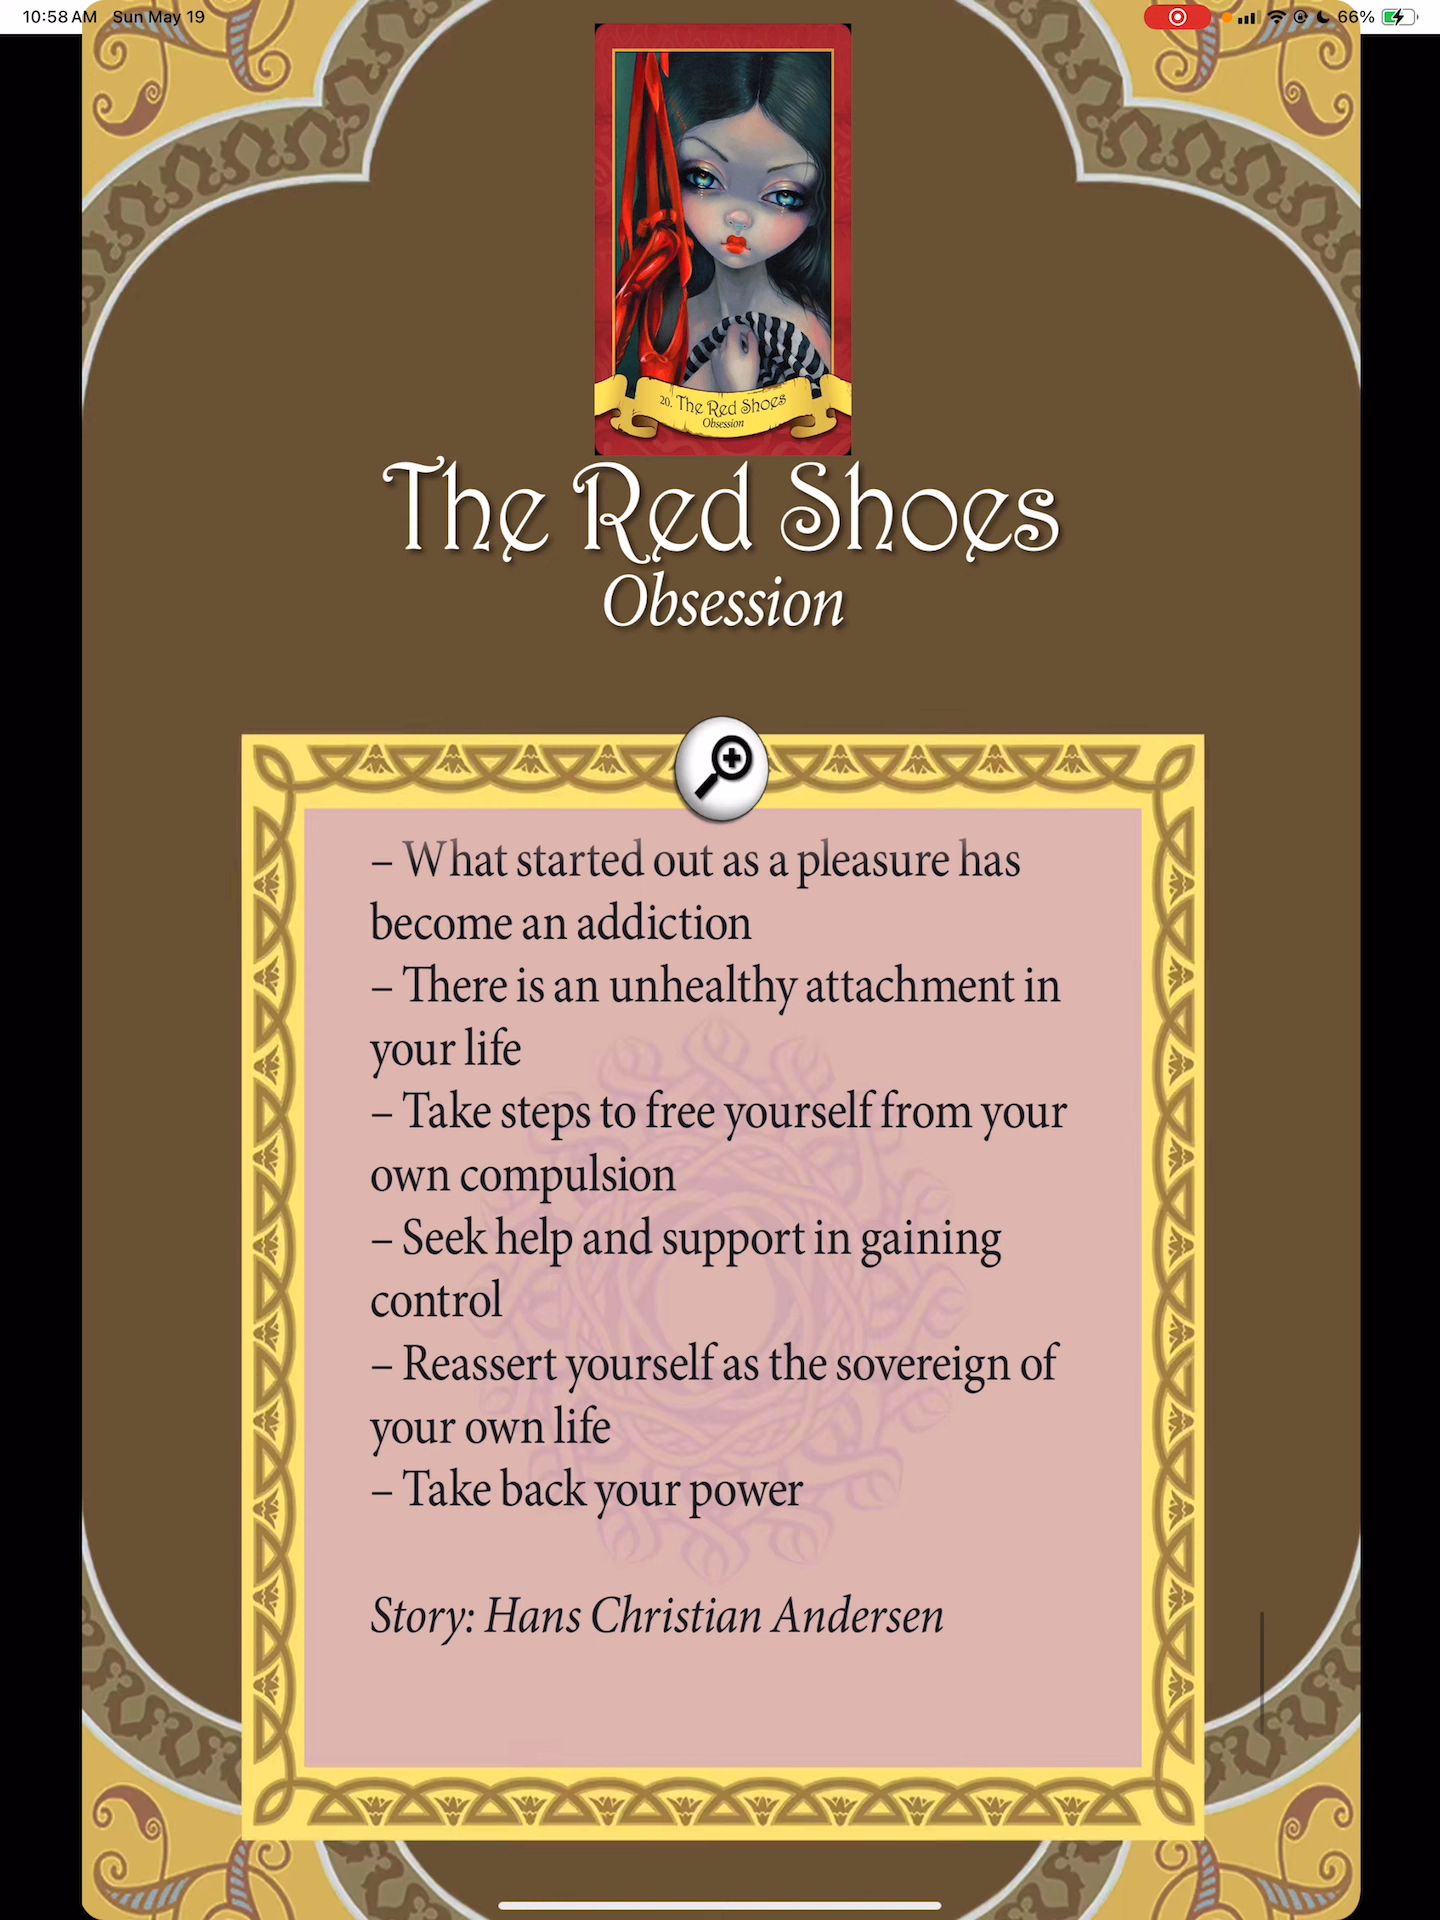 10:58 AM Sun May 19
66%
20. The Red Shoes
Obsession
The Red Shoes
Obsession
– What started out as a pleasure has
become an addiction
– There is an unhealthy attachment in
your life
– Take steps to free yourself from your
own compulsion
– Seek help and support in gaining
control
– Reassert yourself as the sovereign of
your own life
– Take back your power
Story: Hans Christian Andersen